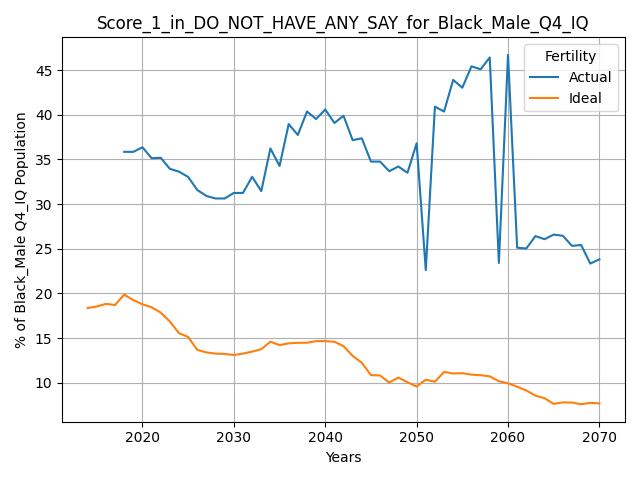 Score_1_in_DO_NOT_HAVE_ANY_SAY_for_Black_Male_Q4_IQ
Fertility
Actual
Ideal
% of Black_Male Q4_IQ Population
45
40
35
30
25
20
15
10
2020 2030 2040 2050 2060 2070
Years